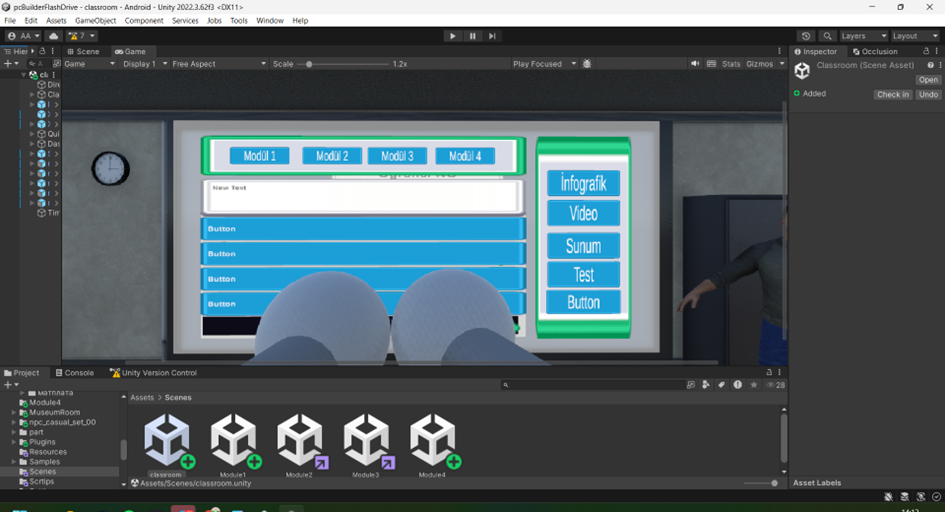 pcBuilderFlashDrive - classroom - Android - Unity 2022.3.62f3 <DX11>
File Edit Assets GameObject Component Services Jobs Tools Window Help
AA 7 Layers Layout
Hier Scene Game Inspector Occlusion
Game Display 1 Free Aspect Scale 1.2x Play Focused Stats Gizmos
Classroom (Scene Asset)
Open
Added Check in Undo
Dire
Cla
Qui
Das
Tim
Modül 1 Modül 2 Modül 3 Modül 4
New Text
Button
Button
Button
Button
İnfografik
Video
Sunum
Test
Button
Project Console Unity Version Control
28
Module4
MuseumRoom
npc_casual_set_00
part
Plugins
Resources
Samples
Scenes
Scrtips
Assets > Scenes
classroom Module1 Module2 Module3 Module4
Assets/Scenes/classroom.unity
Asset Labels